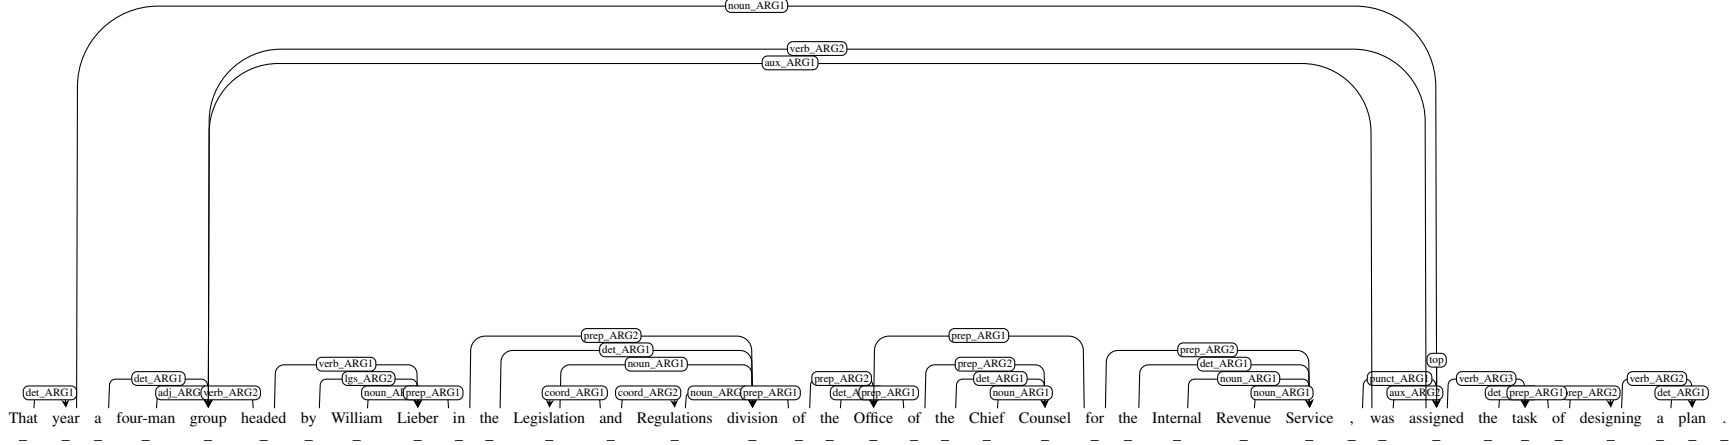 noun_ARG1
verb_ARG2
aux_ARG1
prep_ARG2 prep_ARG1
det_ARG1 prep_ARG2
top
verb_ARG1 noun_ARG1 prep_ARG2 det_ARG1
det_ARG1 lgs_ARG2 prep_ARG2 det_ARG1 noun_ARG1 punct_ARG1 verb_ARG3 verb_ARG2
det_ARG1 verb_ARG2 prep_ARG1 coord_ARG1 coord_ARG2 prep_ARG1 noun_ARG1 noun_ARG1 aux_ARG2 prep_ARG1 det_ARG1
That year a four-man group headed by William Lieber in the Legislation and Regulations division of the Office of the Chief Counsel for the Internal Revenue Service , was assigned the task of designing a plan .